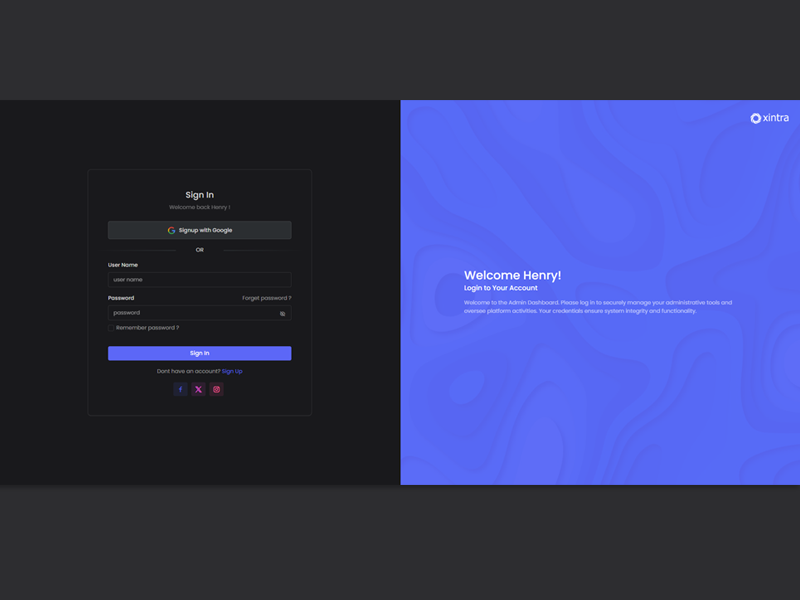 Sign In
Welcome back Henry !
Signup with Google
OR
User Name
user name
Password Forget password ?
password
Remember password ?
Sign In
Dont have an account? Sign Up
xintra
Welcome Henry!
Login to Your Account
Welcome to the Admin Dashboard. Please log in to securely manage your administrative tools and
oversee platform activities. Your credentials ensure system integrity and functionality.